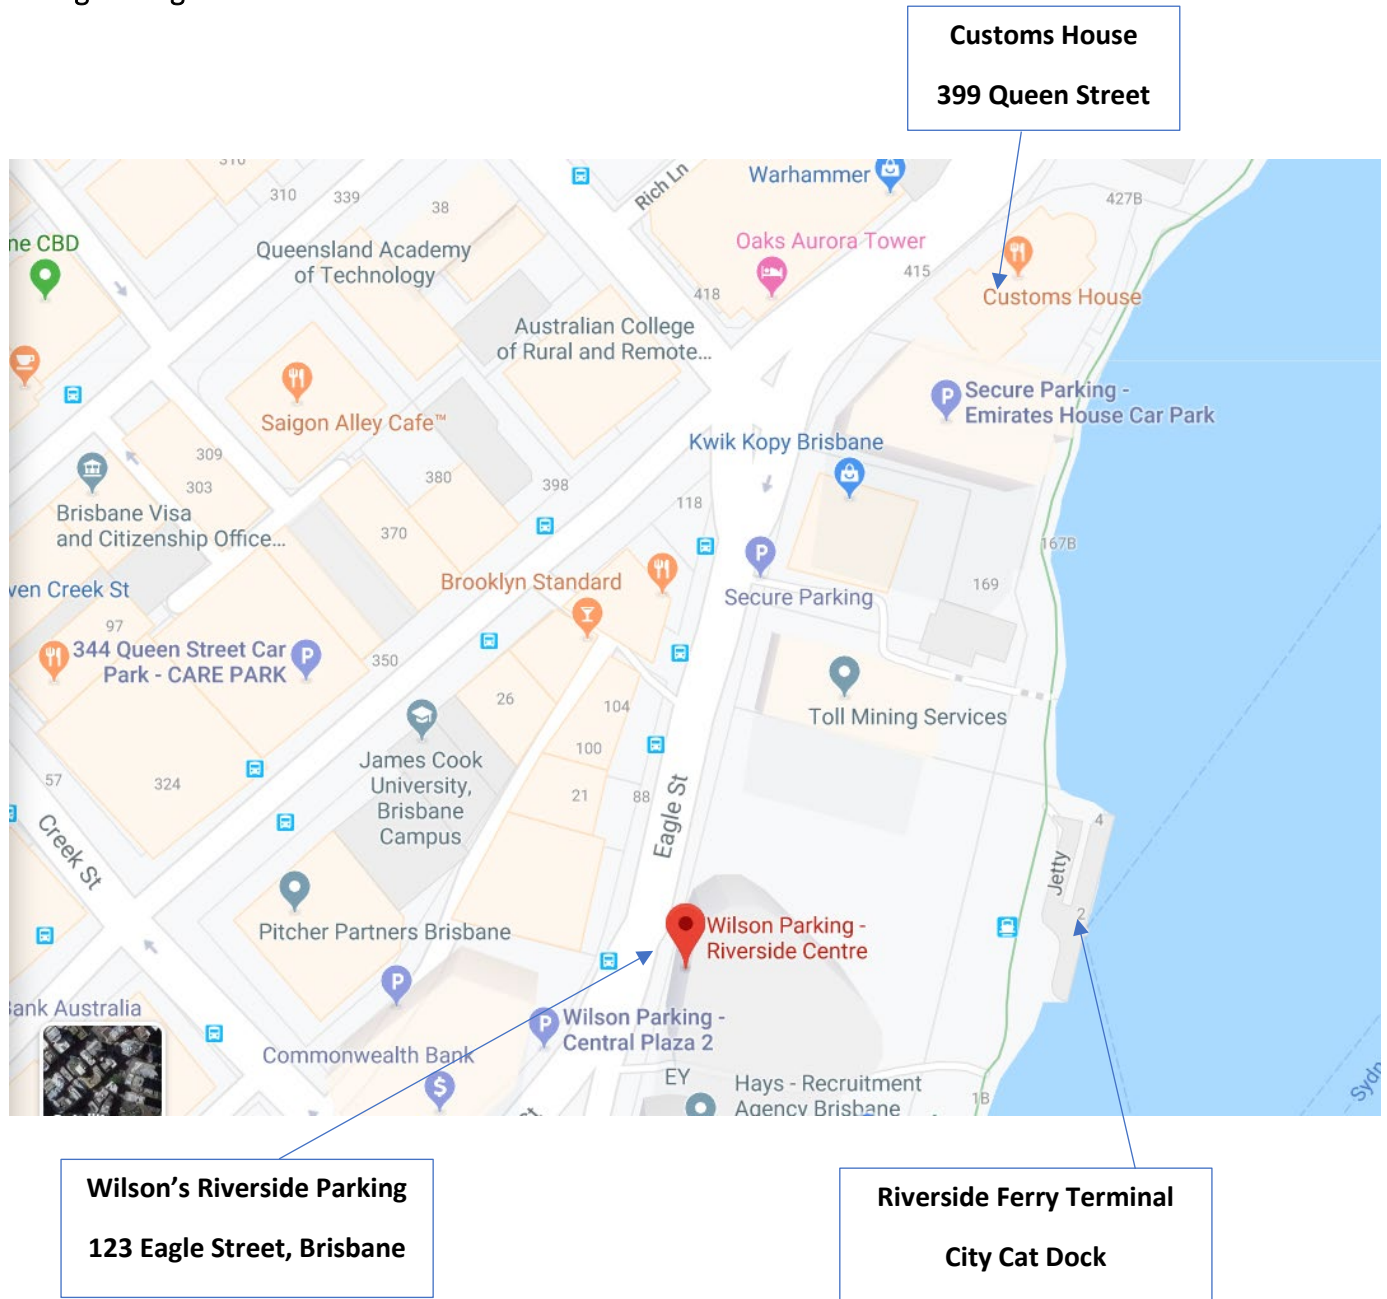 Customs House
399 Queen Street
310
339
38
Rich Ln
Warhammer
427B
ne CBD
Queensland Academy
of Technology
Oaks Aurora Tower
415
418
Customs House
Australian College
of Rural and Remote...
Secure Parking -
Emirates House Car Park
Saigon Alley Cafe™
Kwik Kopy Brisbane
309
303
380
398
118
Brisbane Visa
and Citizenship Office...
370
167B
ven Creek St
Brooklyn Standard
Secure Parking
169
97
344 Queen Street Car
Park - CARE PARK
350
26
104
Toll Mining Services
100
James Cook
University,
Brisbane
Campus
57
324
21
88
Eagle St
Creek St
4
Jetty
2
Pitcher Partners Brisbane
Wilson Parking -
Riverside Centre
Bank Australia
Wilson Parking -
Central Plaza 2
Commonwealth Bank
EY
Hays - Recruitment
Agency Brisbane
1B
Sydn
Wilson's Riverside Parking
123 Eagle Street, Brisbane
Riverside Ferry Terminal
City Cat Dock